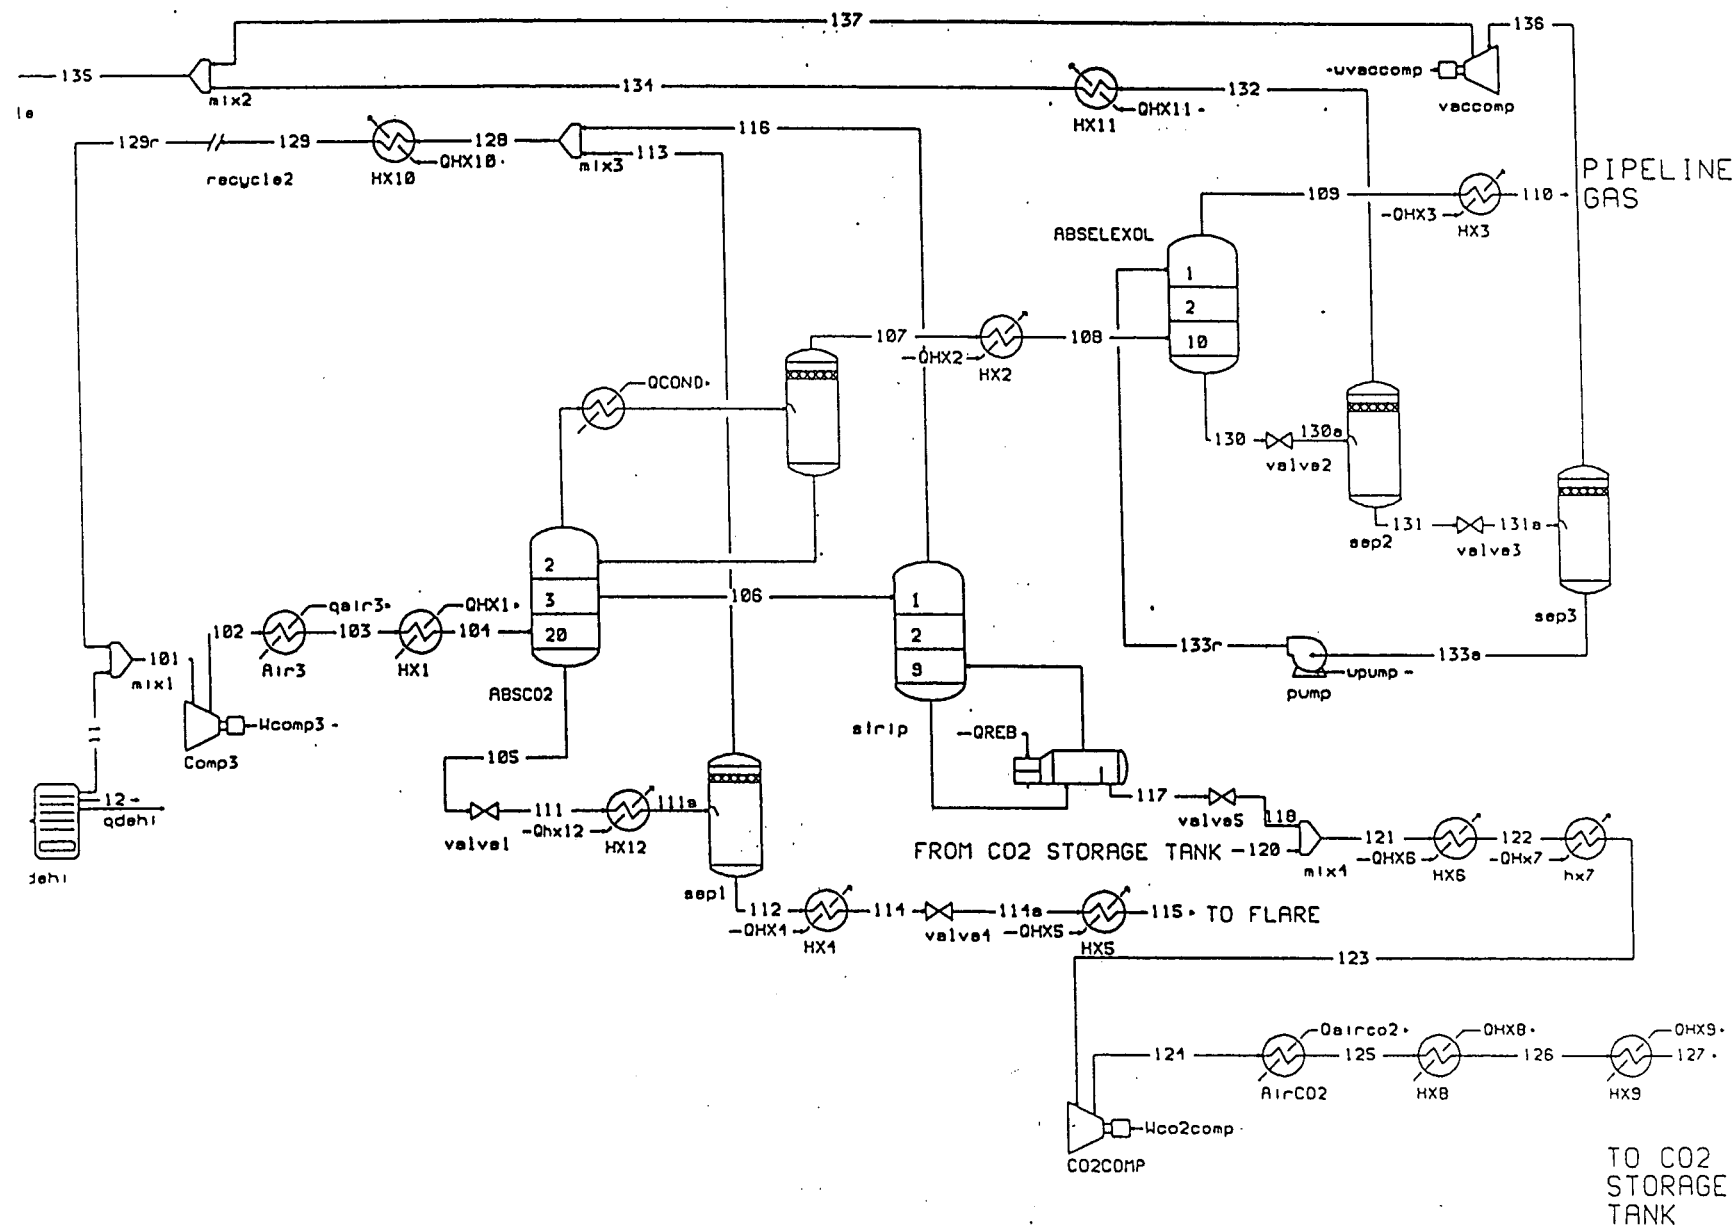 137
136
135
mix2
134
HX11
QHX11
132
wvaccomp
vaccomp
le
129r
129
recycle2
HX10
QHX10
128
mix3
116
113
PIPELINE
GAS
109
QHX3
HX3
110
ABSELEXOL
1
2
10
107
QHX2
HX2
108
QCOND
130
valve2
130a
sep2
131
valve3
131a
sep3
2
3
20
ABSCO2
106
1
2
9
strip
133r
pump
wpump
133a
101
mix1
102
Air3
qair3
103
HX1
QHX1
104
Comp3
Wcomp3
12
qdehi
105
valve1
111
Qhx12
HX12
111a
sep1
QREB
117
valve5
118
FROM CO2 STORAGE TANK
120
mix4
121
QHX6
HX6
122
QHx7
hx7
112
QHX4
HX4
114
valve4
114a
QHX5
HX5
115
TO FLARE
123
124
Qairco2
AirCO2
125
QHX8
HX8
126
QHX9
HX9
127
CO2COMP
Wco2comp
TO CO2
STORAGE
TANK